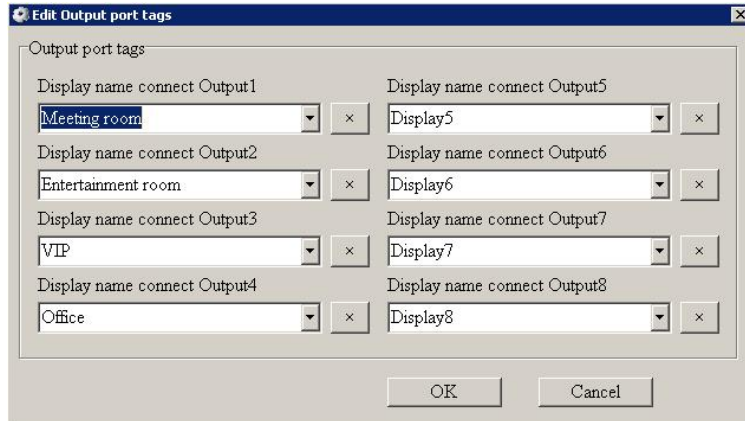 Edit Output port tags
Output port tags
Display name connect Output1
Meeting room
Display name connect Output2
Entertainment room
Display name connect Output3
VIP
Display name connect Output4
Office
Display name connect Output5
Display5
Display name connect Output6
Display6
Display name connect Output7
Display7
Display name connect Output8
Display8
OK
Cancel